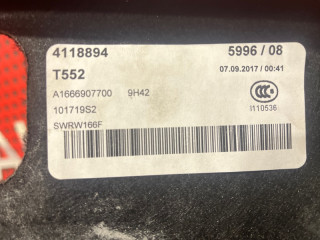 4118894 5996 / 08
T552 07.09.2017 / 00:41
A1666907700 9H42
101719S2 I110536
SWRW166F